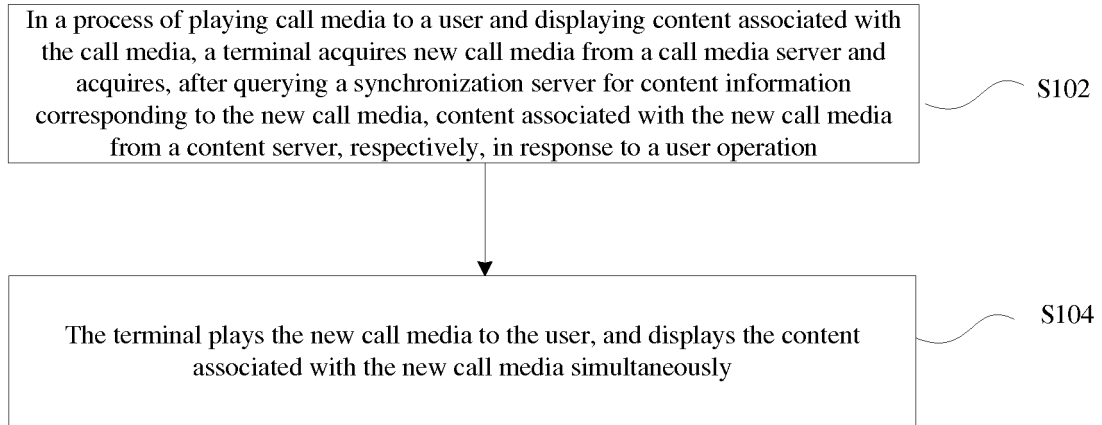 In a process of playing call media to a user and displaying content associated with
the call media, a terminal acquires new call media from a call media server and
acquires, after querying a synchronization server for content information
corresponding to the new call media, content associated with the new call media
from a content server, respectively, in response to a user operation
S102
The terminal plays the new call media to the user, and displays the content
associated with the new call media simultaneously
S104